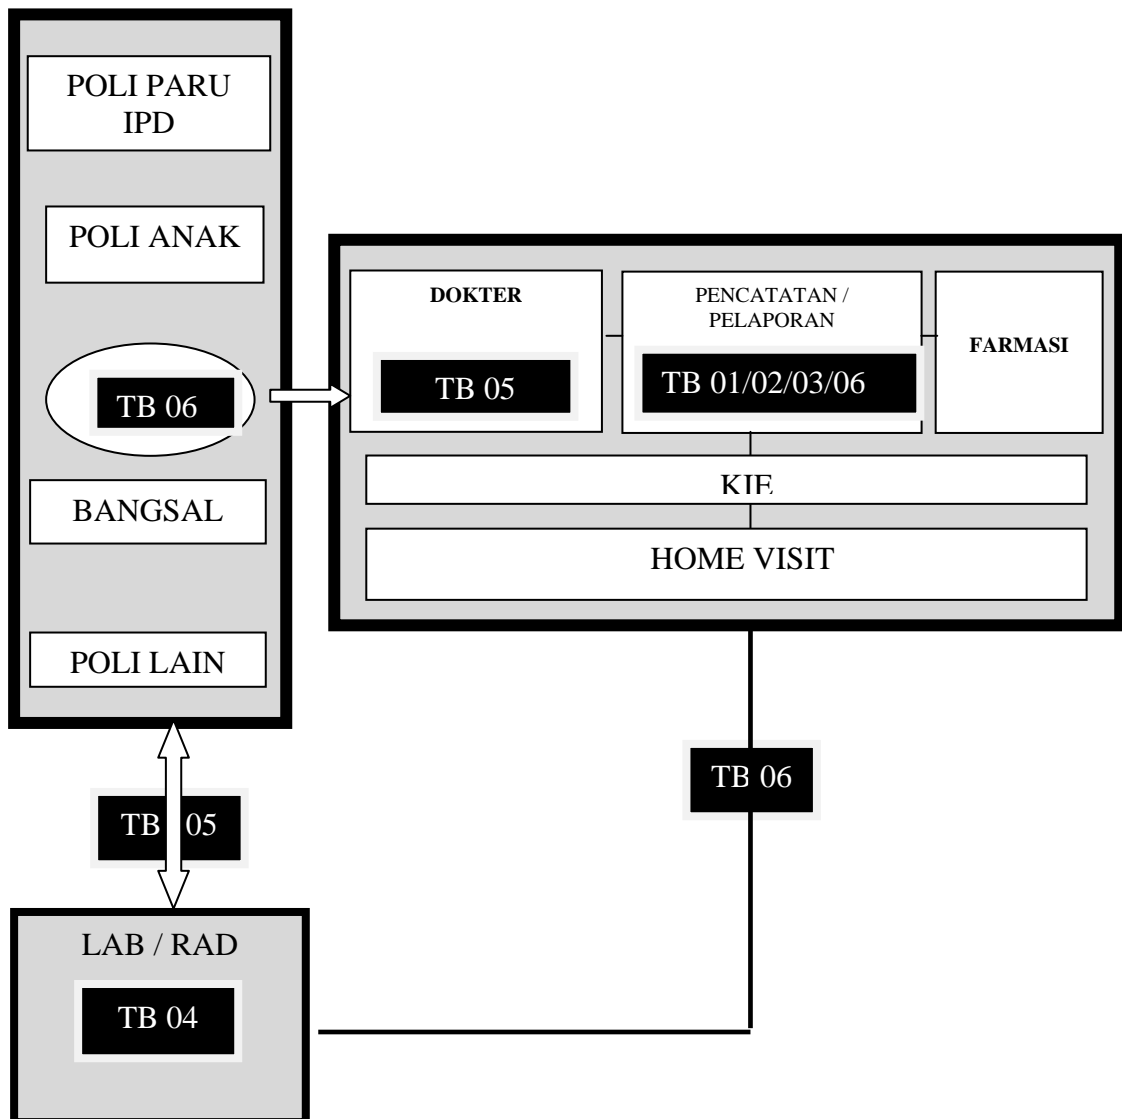 POLI PARU
IPD
POLI ANAK
TB 06
BANGSAL
POLI LAIN
DOKTER
TB 05
PENCATATAN /
PELAPORAN
TB 01/02/03/06
FARMASI
KIE
HOME VISIT
TB 05
TB 06
LAB / RAD
TB 04